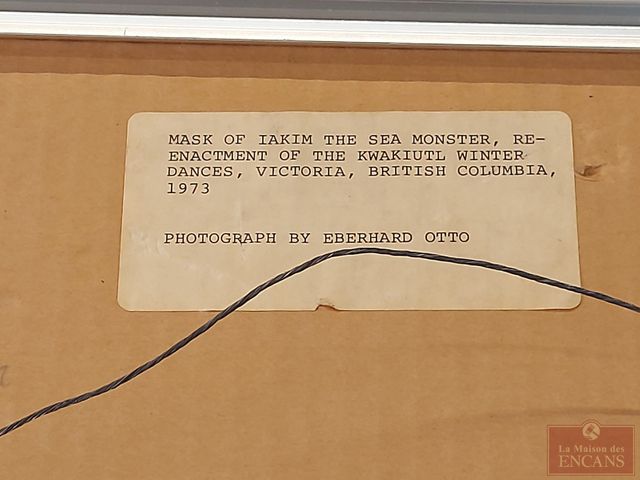 MASK OF IAKIM THE SEA MONSTER, RE-
ENACTMENT OF THE KWAKIUTL WINTER
DANCES, VICTORIA, BRITISH COLUMBIA,
1973
PHOTOGRAPH BY EBERHARD OTTO
La Maison des
ENCANS